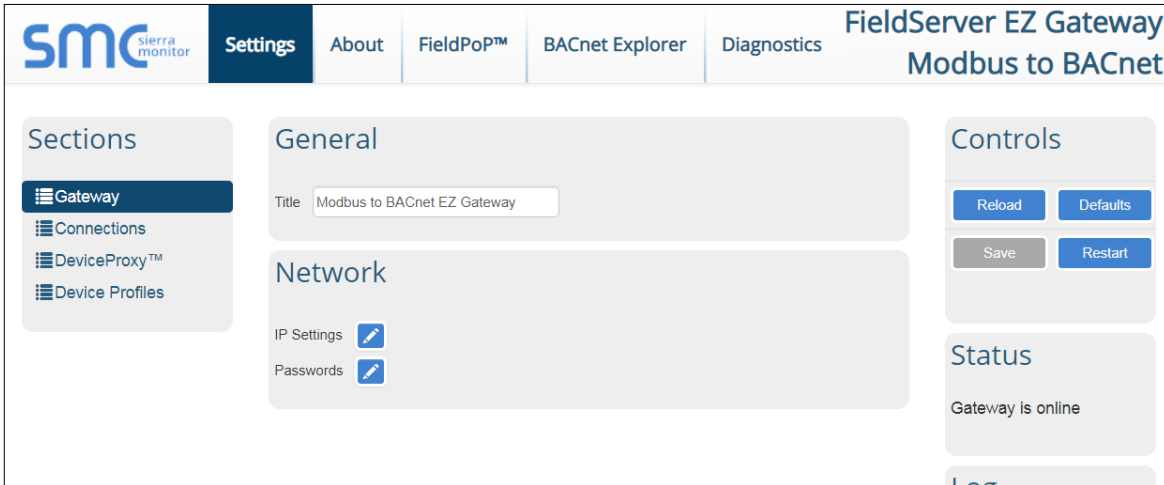 smc sierra monitor
Settings
About
FieldPoP™
BACnet Explorer
Diagnostics
FieldServer EZ Gateway
Modbus to BACnet
Sections
Gateway
Connections
DeviceProxy™
Device Profiles
General
Title Modbus to BACnet EZ Gateway
Network
IP Settings
Passwords
Controls
Reload Defaults
Save Restart
Status
Gateway is online
Log